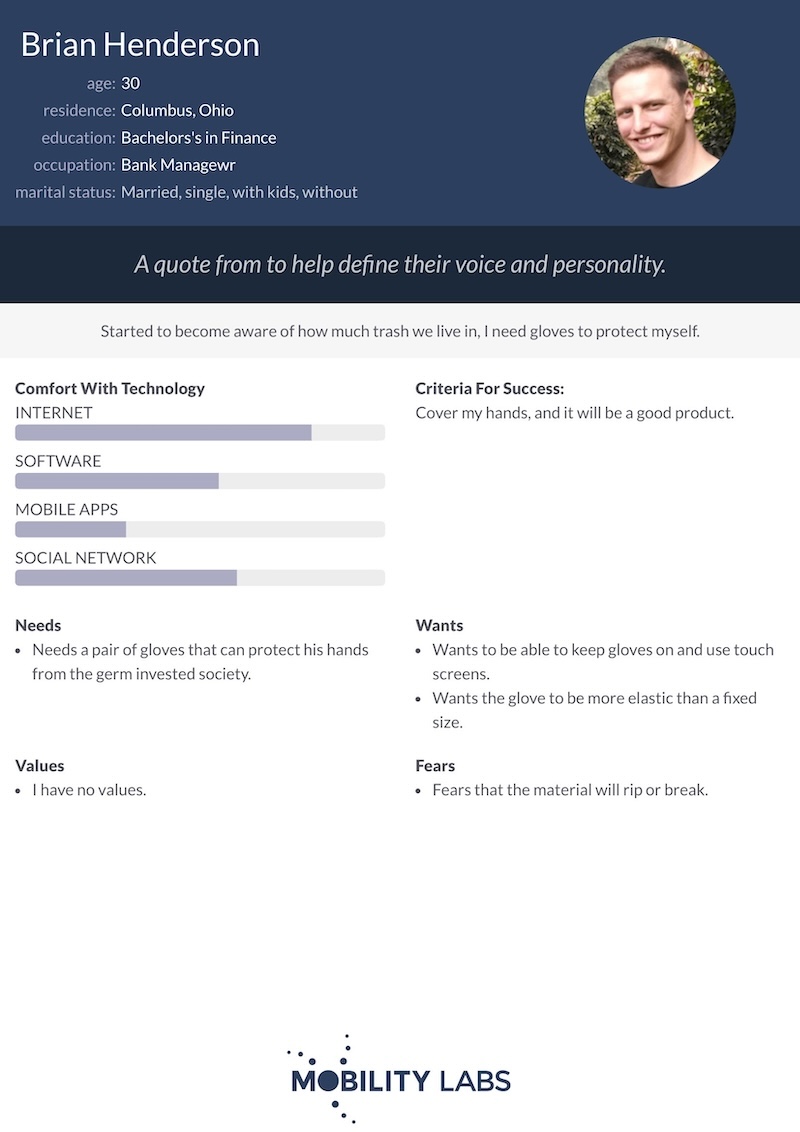 Brian Henderson
age: 30
residence: Columbus, Ohio
education: Bachelors's in Finance
occupation: Bank Managewr
marital status: Married, single, with kids, without
A quote from to help define their voice and personality.
Started to become aware of how much trash we live in, I need gloves to protect myself.
Comfort With Technology
INTERNET
SOFTWARE
MOBILE APPS
SOCIAL NETWORK
Criteria For Success:
Cover my hands, and it will be a good product.
Needs
• Needs a pair of gloves that can protect his hands
from the germ invested society.
Wants
• Wants to be able to keep gloves on and use touch
screens.
• Wants the glove to be more elastic than a fixed
size.
Values
• I have no values.
Fears
• Fears that the material will rip or break.
MOBILITY LABS